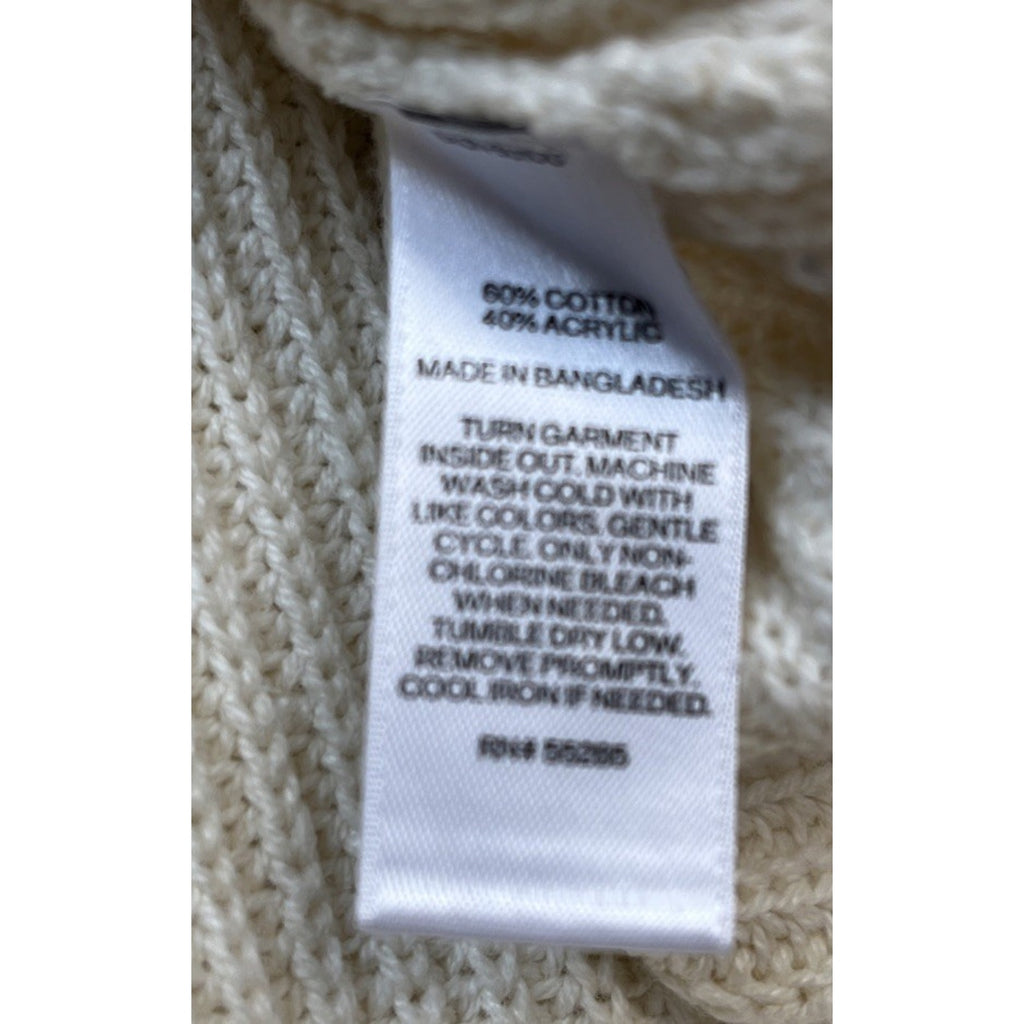 60% COTTON
40% ACRYLIC
MADE IN BANGLADESH
TURN GARMENT
INSIDE OUT. MACHINE
WASH COLD WITH
LIKE COLORS. GENTLE
CYCLE. ONLY NON-
CHLORINE BLEACH
WHEN NEEDED.
TUMBLE DRY LOW.
REMOVE PROMPTLY.
COOL IRON IF NEEDED.
RN# 55285